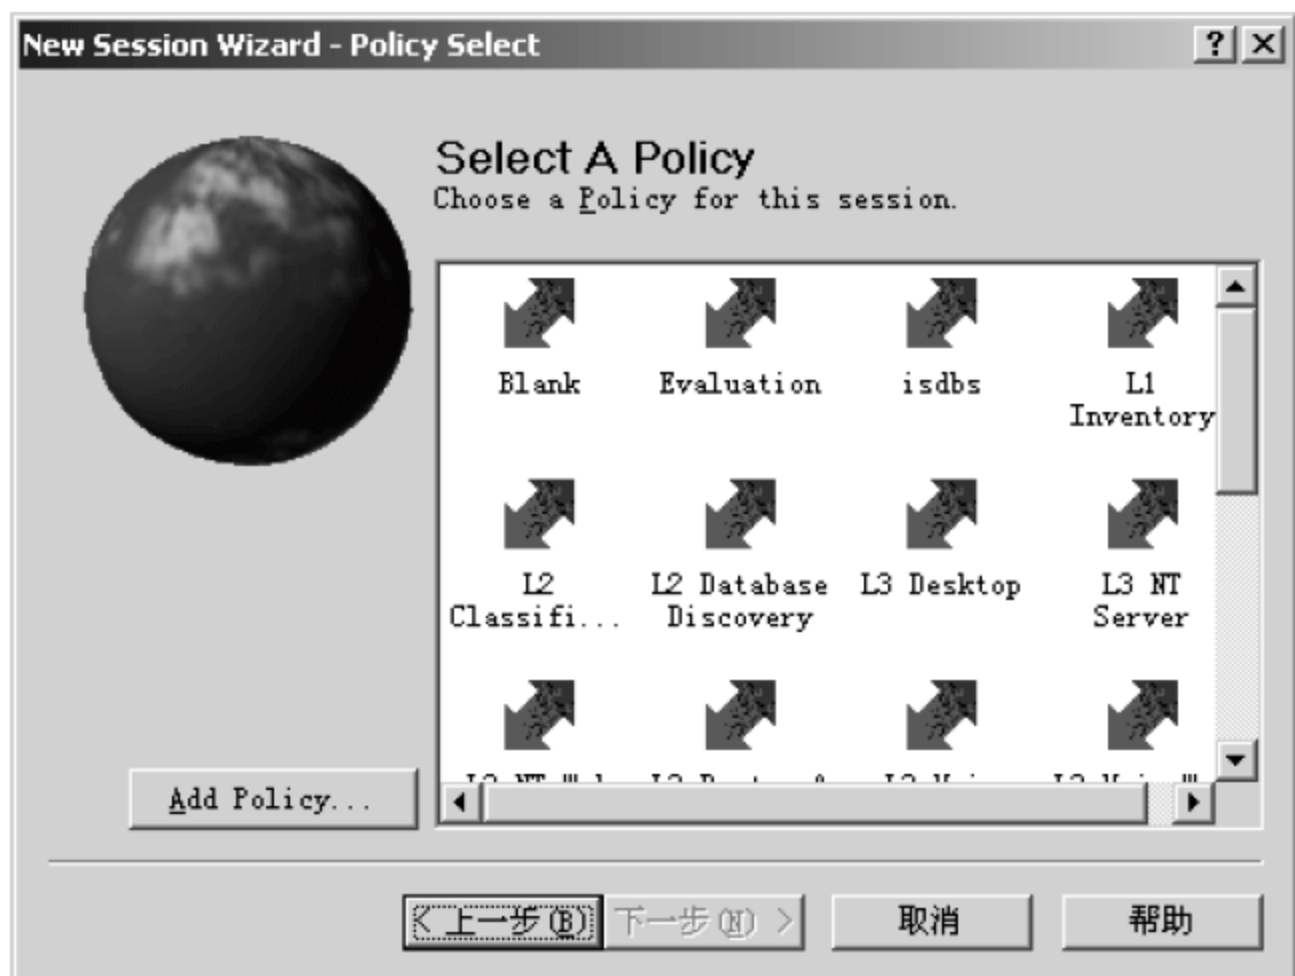 New Session Wizard - Policy Select
Select A Policy
Choose a Policy for this session.
Blank Evaluation isdbs L1
Inventory
L2 L2 Database L3 Desktop L3 NT
Classifi... Discovery Server
Add Policy...
< 上一步(B) 下一步(N) > 取消 帮助